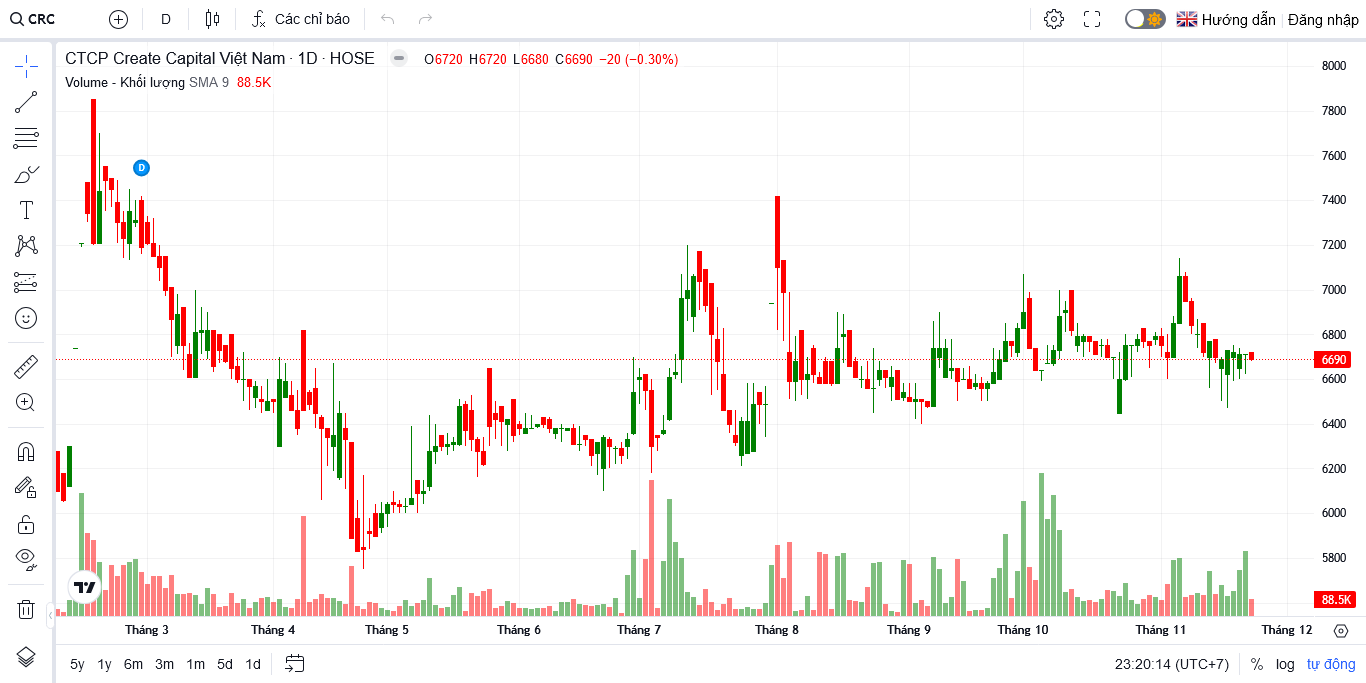 CRC D Các chỉ báo Hướng dẫn Đăng nhập
CTCP Create Capital Việt Nam · 1D · HOSE O6720 H6720 L6680 C6690 −20 (−0.30%)
Volume - Khối lượng SMA 9 88.5K
D
8000
7800
7600
7400
7200
7000
6800
6690
6600
6400
6200
6000
5800
88.5K
Tháng 3 Tháng 4 Tháng 5 Tháng 6 Tháng 7 Tháng 8 Tháng 9 Tháng 10 Tháng 11 Tháng 12
5y 1y 6m 3m 1m 5d 1d 23:20:14 (UTC+7) % log tự động